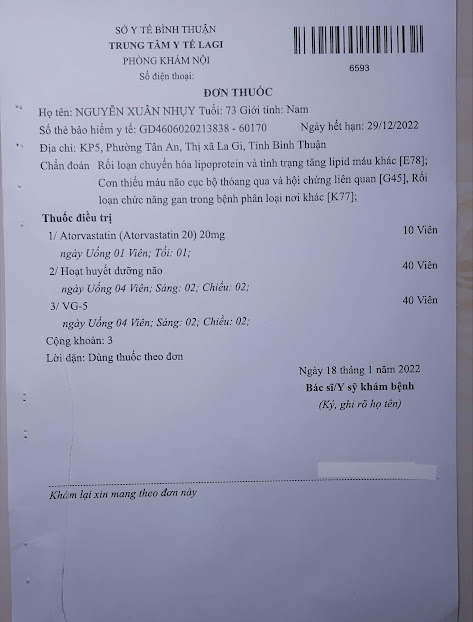 SỞ Y TẾ BÌNH THUẬN
TRUNG TÂM Y TẾ LAGI
PHÒNG KHÁM NỘI
Số điện thoại:
6593
ĐƠN THUỐC
Họ tên: NGUYỄN XUÂN NHỤY Tuổi: 73 Giới tính: Nam
Số thẻ bảo hiểm y tế: GD4606020213838 - 60170 Ngày hết hạn: 29/12/2022
Địa chỉ: KP5, Phường Tân An, Thị xã La Gi, Tỉnh Bình Thuận
Chẩn đoán Rối loạn chuyển hóa lipoprotein và tình trạng tăng lipid máu khác [E78];
Cơn thiếu máu não cục bộ thoáng qua và hội chứng liên quan [G45], Rối
loạn chức năng gan trong bệnh phân loại nơi khác [K77];
Thuốc điều trị
1/ Atorvastatin (Atorvastatin 20) 20mg 10 Viên
ngày Uống 01 Viên; Tối: 01;
2/ Hoạt huyết dưỡng não 40 Viên
ngày Uống 04 Viên; Sáng: 02; Chiều: 02;
3/ VG-5 40 Viên
ngày Uống 04 Viên; Sáng: 02; Chiều: 02;
Cộng khoản: 3
Lời dặn: Dùng thuốc theo đơn
Ngày 18 tháng 1 năm 2022
Bác sĩ/Y sỹ khám bệnh
(Ký, ghi rõ họ tên)
Khám lại xin mang theo đơn này